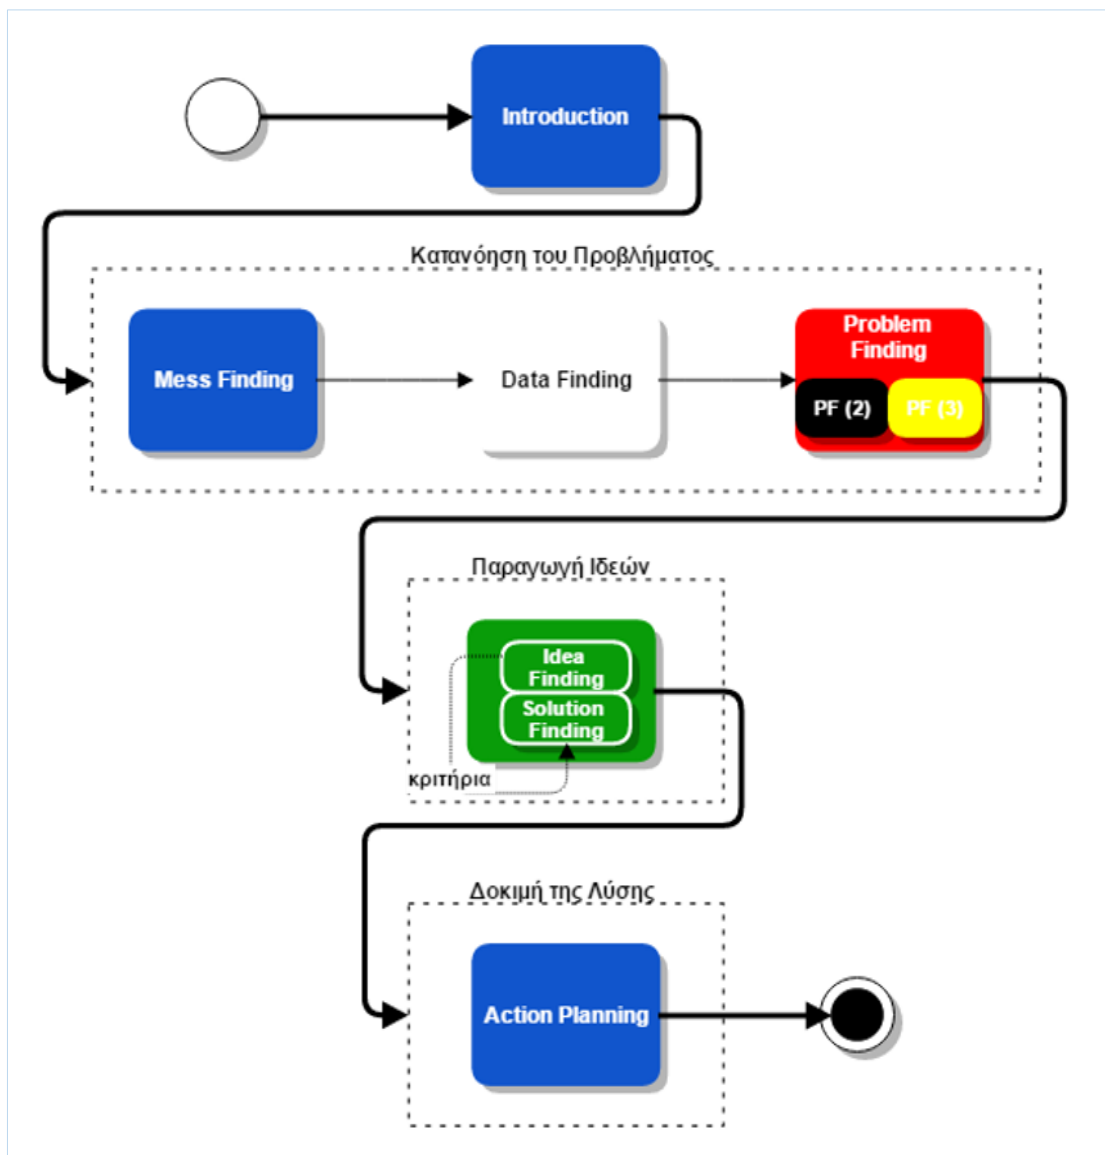 Introduction
Κατανόηση του Προβλήματος
Mess Finding
Data Finding
Problem
Finding
PF (2)
PF (3)
Παραγωγή Ιδεών
Idea
Finding
Solution
Finding
κριτήρια
Δοκιμή της Λύσης
Action Planning